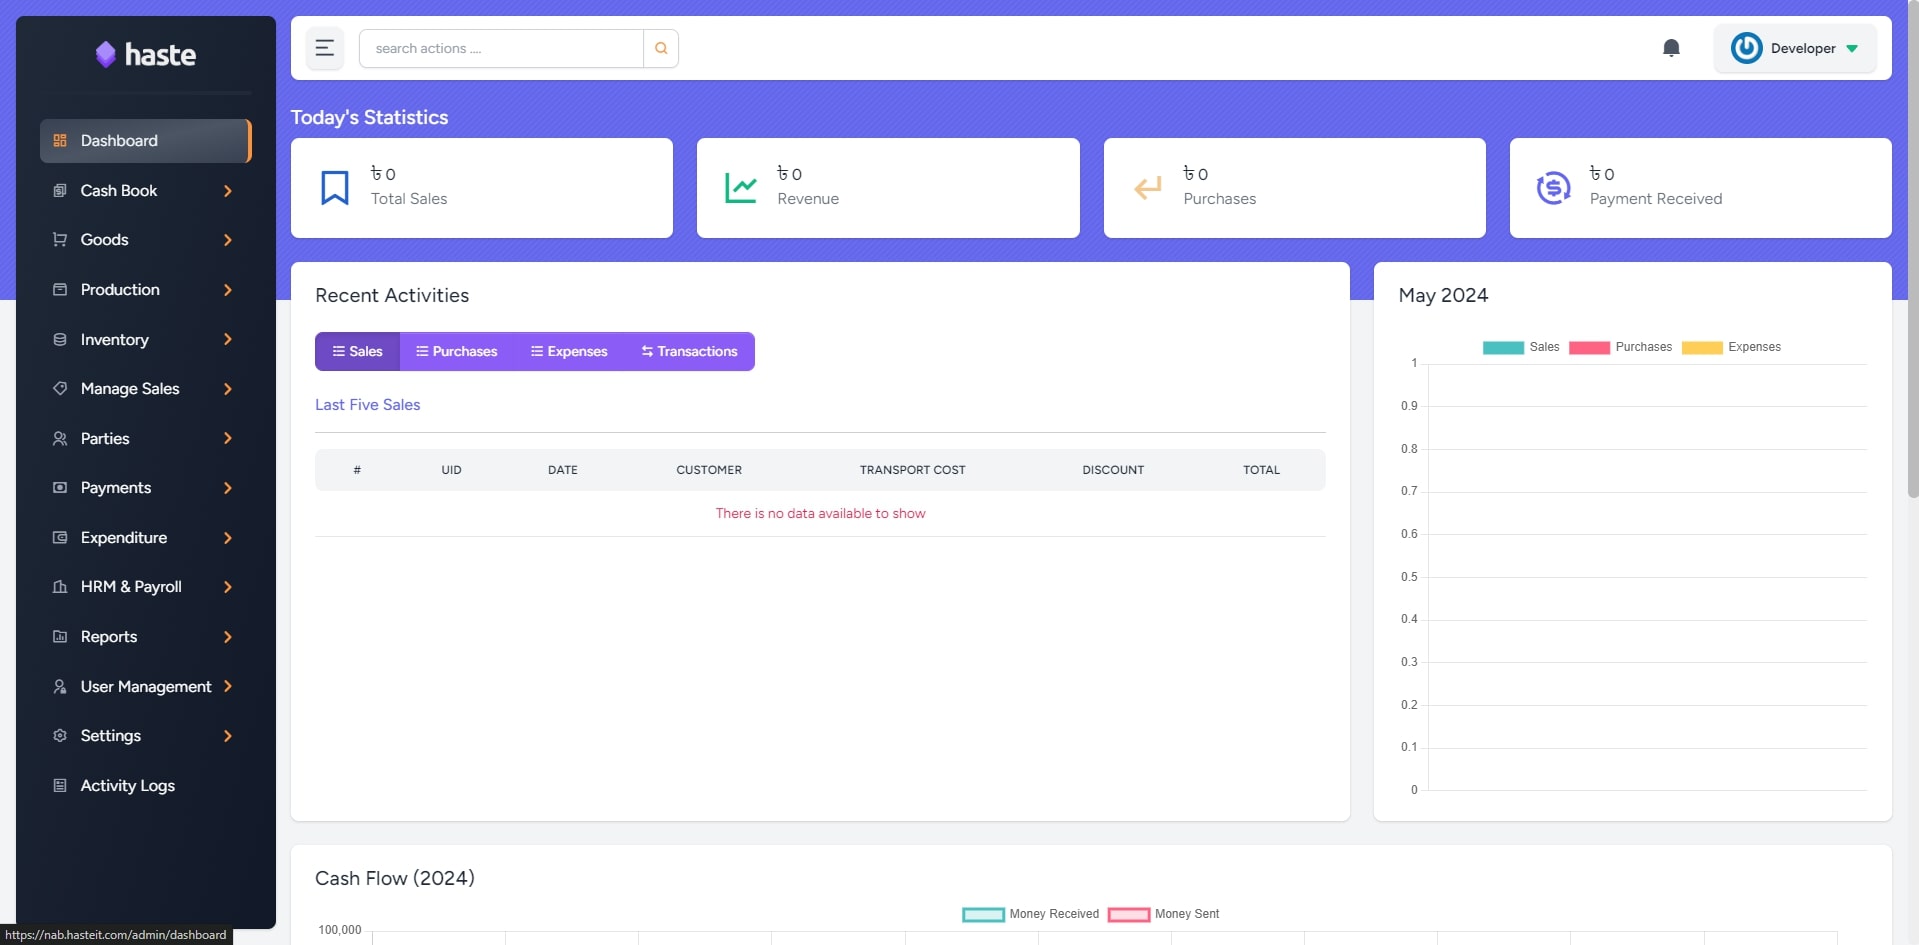 haste
Dashboard
Cash Book
Goods
Production
Inventory
Manage Sales
Parties
Payments
Expenditure
HRM & Payroll
Reports
User Management
Settings
Activity Logs
https://nab.hasteit.com/admin/dashboard
search actions ....
Developer
Today's Statistics
৳ 0
Total Sales
৳ 0
Revenue
৳ 0
Purchases
৳ 0
Payment Received
Recent Activities
Sales Purchases Expenses Transactions
Last Five Sales
# UID DATE CUSTOMER TRANSPORT COST DISCOUNT TOTAL
There is no data available to show
May 2024
Sales Purchases Expenses
1
0.9
0.8
0.7
0.6
0.5
0.4
0.3
0.2
0.1
0
Cash Flow (2024)
Money Received Money Sent
100,000